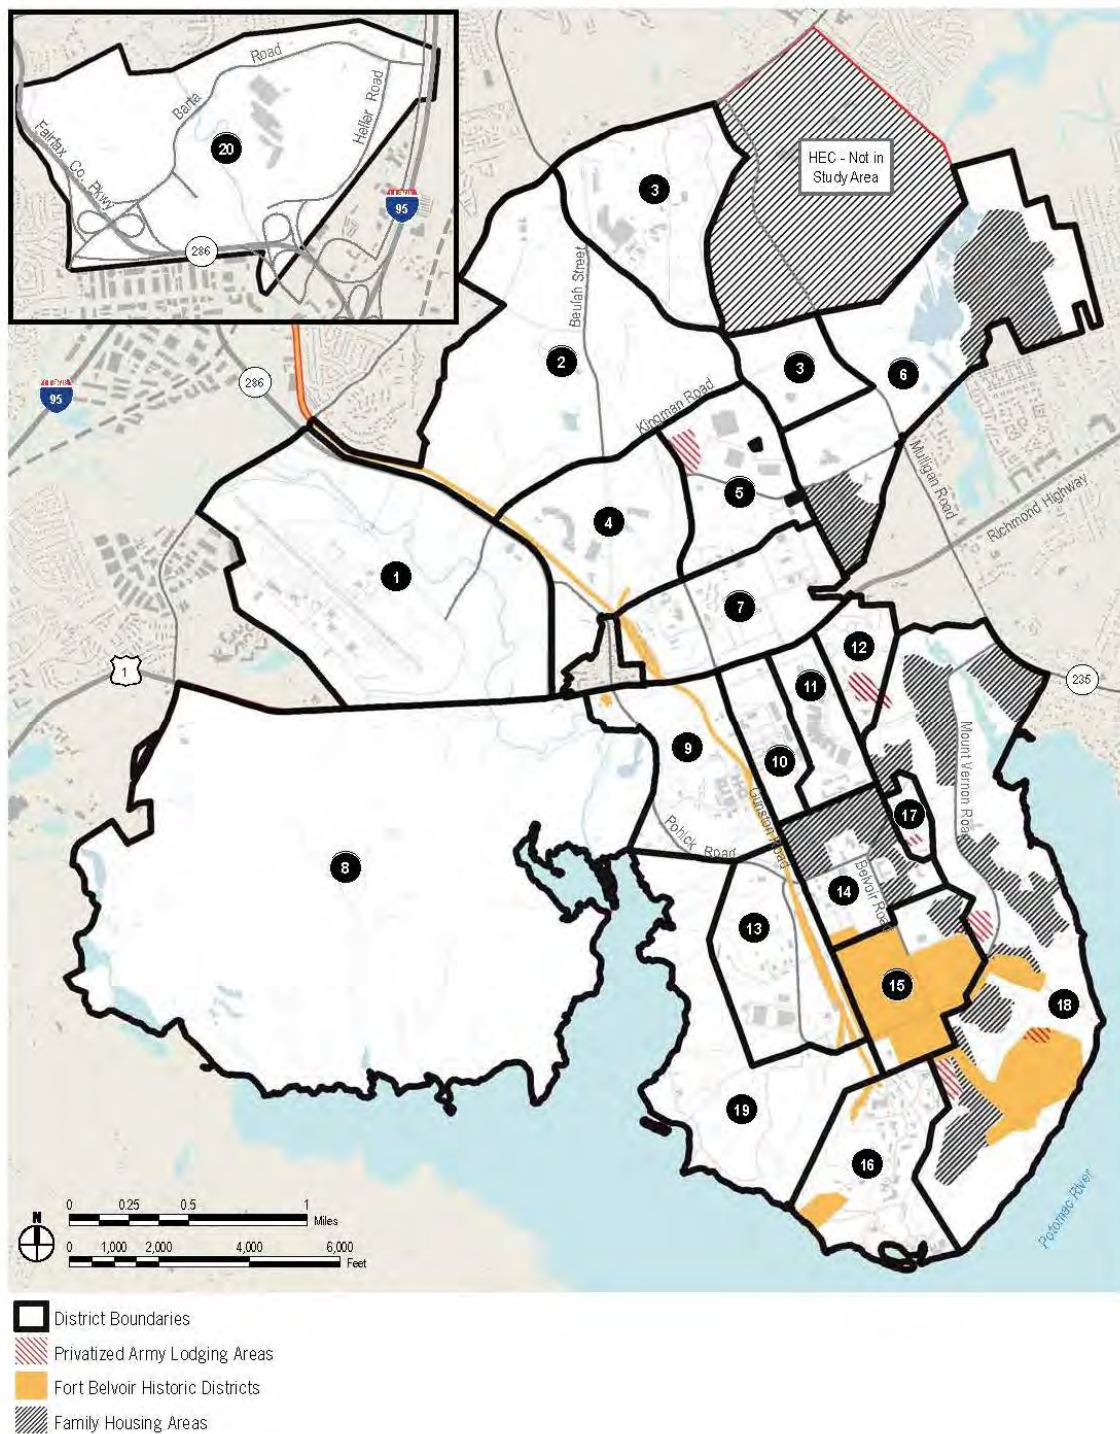 Barta
Road
Heller Road
Fairfax Co. Pkwy
20
95
286
HEC - Not in
Study Area
3
Beulah Street
2
3
6
286
95
Kingman Road
Mulligan Road
Richmond Highway
5
4
1
7
12
1
11
235
9
10
Mount Vernon Road
Gunston Road
17
Pohick Road
8
14
Belvoir Road
13
15
18
19
16
Potomac River
N
0 0.25 0.5 1
Miles
0 1,000 2,000 4,000 6,000
Feet
District Boundaries
Privatized Army Lodging Areas
Fort Belvoir Historic Districts
Family Housing Areas